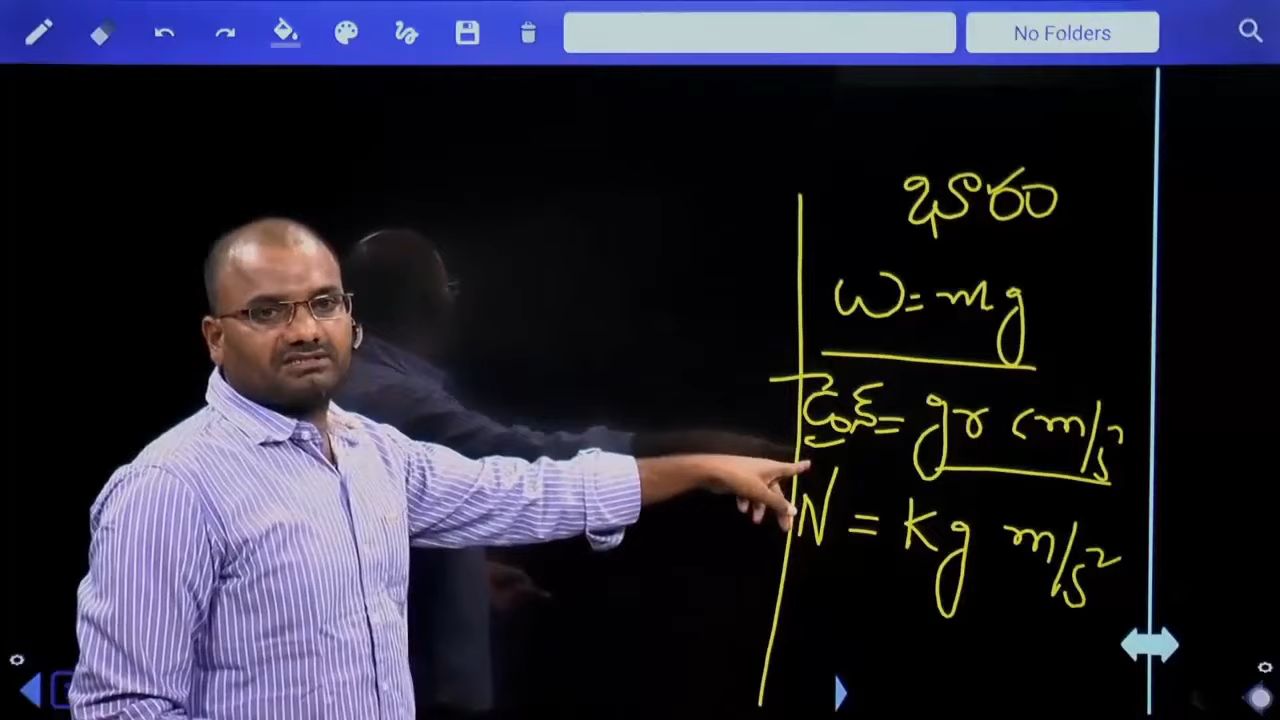 No Folders
భారం
W = mg
డైన్ = gr cm/s²
N = Kg m/s²